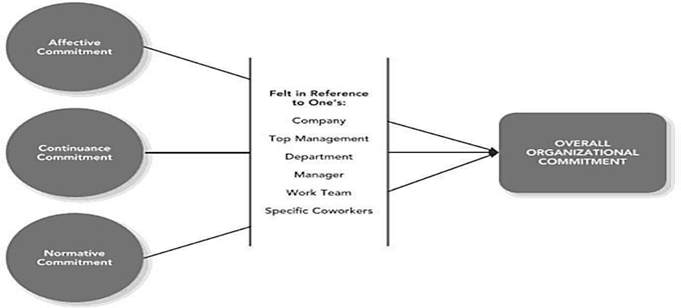 Affective
Commitment
Continuance
Commitment
Normative
Commitment
Felt in Reference
to One's:
Company
Top Management
Department
Manager
Work Team
Specific Coworkers
OVERALL
ORGANIZATIONAL
COMMITMENT